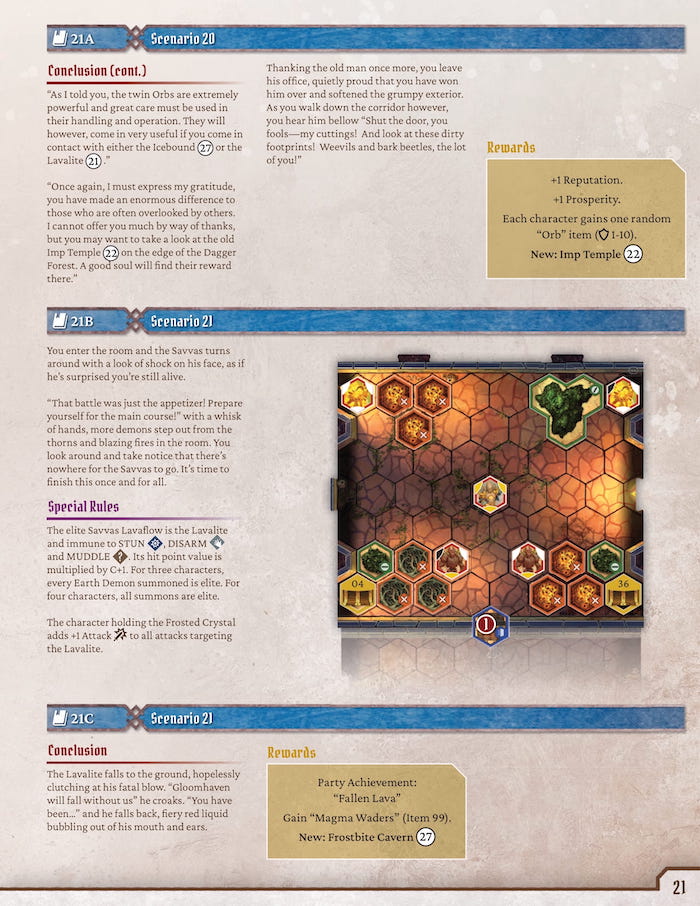 21A
Scenario 20
Conclusion (cont.)
“As I told you, the twin Orbs are extremely
powerful and great care must be used in
their handling and operation. They will
however, come in very useful if you come in
contact with either the Icebound 27 or the
Lavalite 21 .”
“Once again, I must express my gratitude,
you have made an enormous difference to
those who are often overlooked by others.
I cannot offer you much by way of thanks,
but you may want to take a look at the old
Imp Temple 22 on the edge of the Dagger
Forest. A good soul will find their reward
there.”
Thanking the old man once more, you leave
his office, quietly proud that you have won
him over and softened the grumpy exterior.
As you walk down the corridor however,
you hear him bellow “Shut the door, you
fools—my cuttings! And look at these dirty
footprints! Weevils and bark beetles, the lot
of you!”
Rewards
+1 Reputation.
+1 Prosperity.
Each character gains one random
“Orb” item ( 1-10).
New: Imp Temple 22
21B
Scenario 21
You enter the room and the Savvas turns
around with a look of shock on his face, as if
he’s surprised you’re still alive.
“That battle was just the appetizer! Prepare
yourself for the main course!” with a whisk
of hands, more demons step out from the
thorns and blazing fires in the room. You
look around and take notice that there’s
nowhere for the Savvas to go. It’s time to
finish this once and for all.
Special Rules
The elite Savvas Lavaflow is the Lavalite
and immune to STUN , DISARM
and MUDDLE . Its hit point value is
multiplied by C+1. For three characters,
every Earth Demon summoned is elite. For
four characters, all summons are elite.
The character holding the Frosted Crystal
adds +1 Attack to all attacks targeting
the Lavalite.
04
36
1
21C
Scenario 21
Conclusion
The Lavalite falls to the ground, hopelessly
clutching at his fatal blow. “Gloomhaven
will fall without us” he croaks. “You have
been…” and he falls back, fiery red liquid
bubbling out of his mouth and ears.
Rewards
Party Achievement:
“Fallen Lava”
Gain “Magma Waders” (Item 99).
New: Frostbite Cavern 27
21